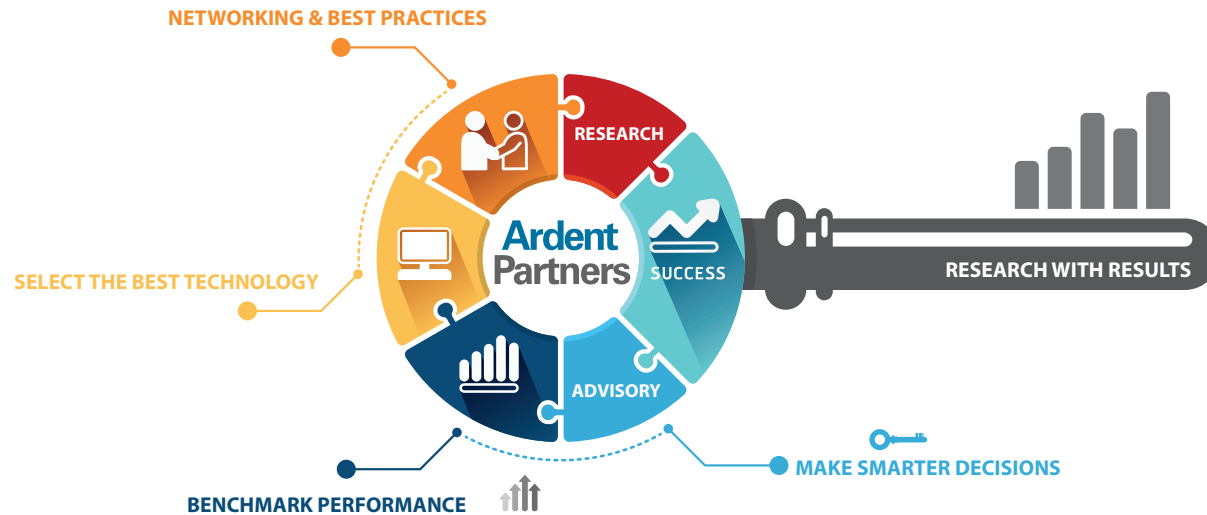 NETWORKING & BEST PRACTICES
RESEARCH
Ardent
Partners
SUCCESS
RESEARCH WITH RESULTS
SELECT THE BEST TECHNOLOGY
ADVISORY
MAKE SMARTER DECISIONS
BENCHMARK PERFORMANCE